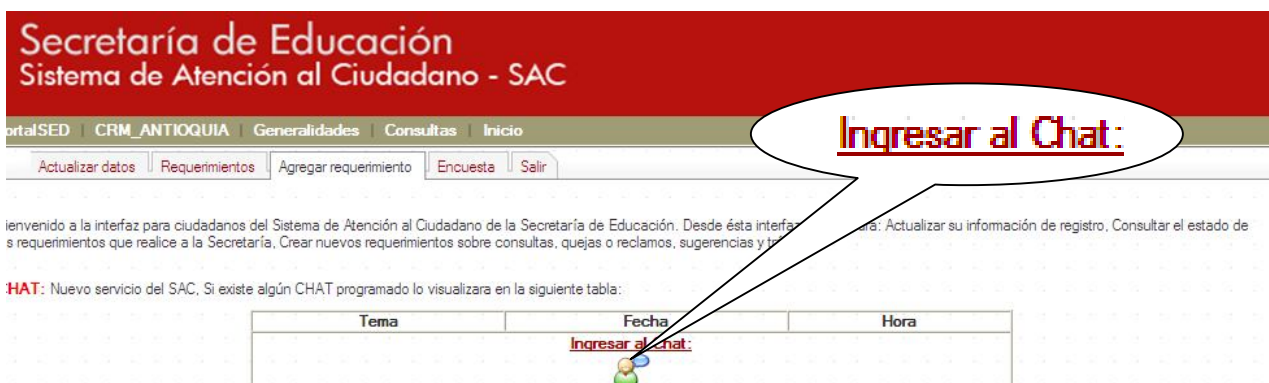 Secretaría de Educación
Sistema de Atención al Ciudadano - SAC
ortalSED | CRM_ANTIOQUIA | Generalidades | Consultas | Inicio
Ingresar al Chat:
Actualizar datos Requerimientos Agregar requerimiento Encuesta Salir
ienvenido a la interfaz para ciudadanos del Sistema de Atención al Ciudadano de la Secretaría de Educación. Desde ésta interfaz ara: Actualizar su información de registro, Consultar el estado de
s requerimientos que realice a la Secretaría, Crear nuevos requerimientos sobre consultas, quejas o reclamos, sugerencias y
HAT: Nuevo servicio del SAC, Si existe algún CHAT programado lo visualizara en la siguiente tabla:
Tema Fecha Hora
Ingresar al Chat: